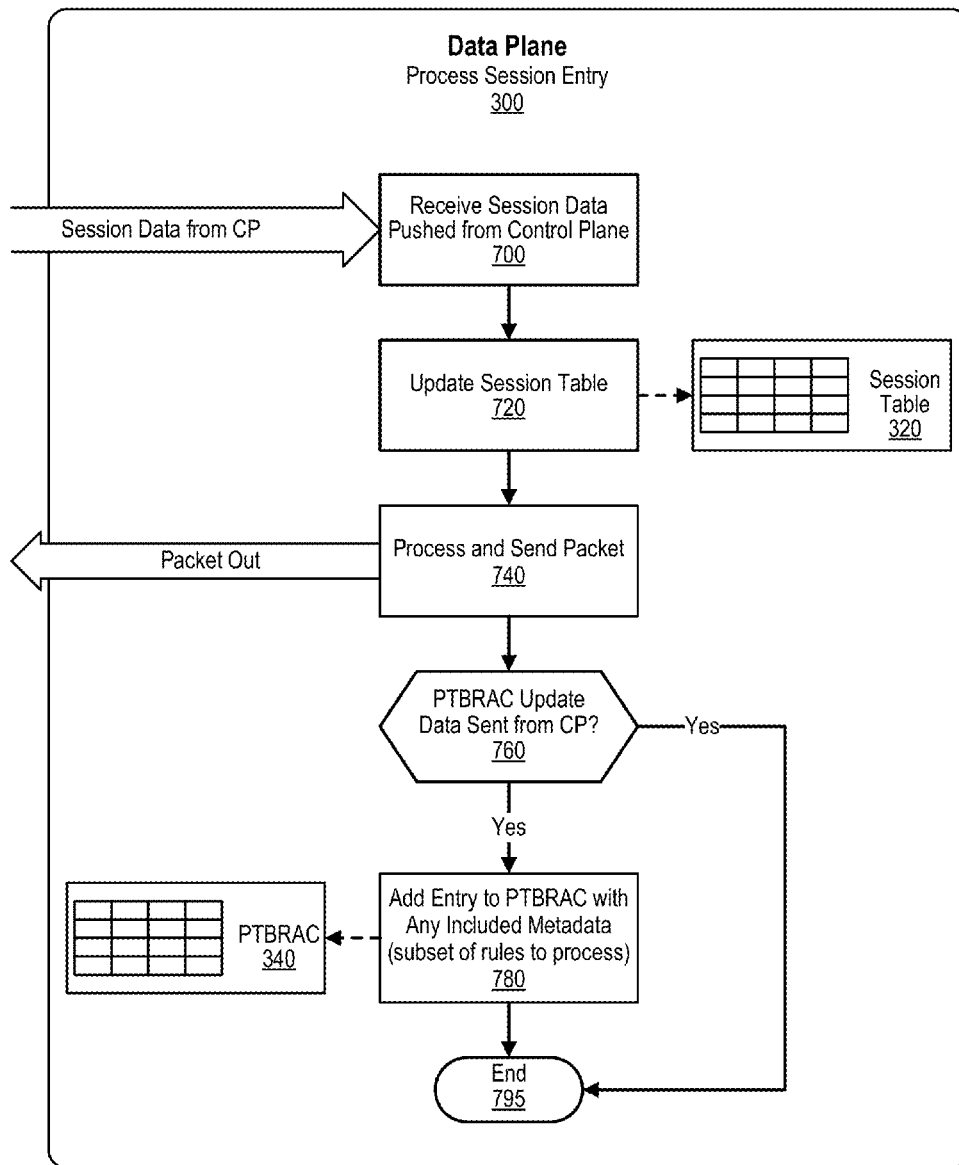 Data Plane
Process Session Entry
300
Session Data from CP
Receive Session Data
Pushed from Control Plane
700
Update Session Table
720
Session
Table
320
Packet Out
Process and Send Packet
740
PTBRAC Update
Data Sent from CP?
760
Yes
Yes
PTBRAC
340
Add Entry to PTBRAC with
Any Included Metadata
(subset of rules to process)
780
End
795